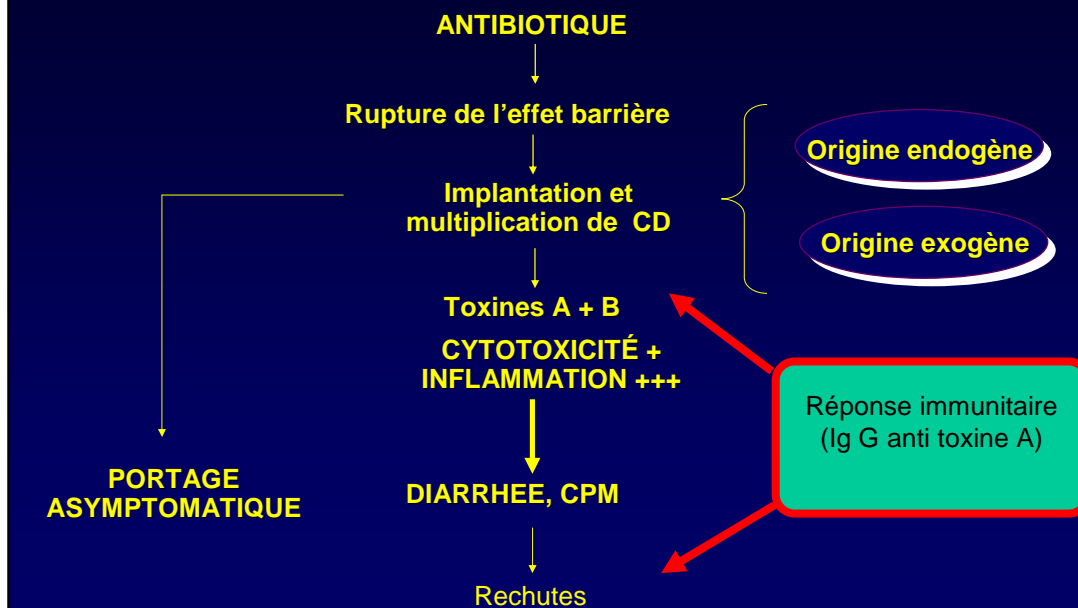 ANTIBIOTIQUE
Rupture de l'effet barrière
Origine endogène
Implantation et
multiplication de CD
Origine exogène
Toxines A + B
CYTOTOXICITÉ +
INFLAMMATION +++
Réponse immunitaire
(Ig G anti toxine A)
PORTAGE
ASYMPTOMATIQUE
DIARRHEE, CPM
Rechutes